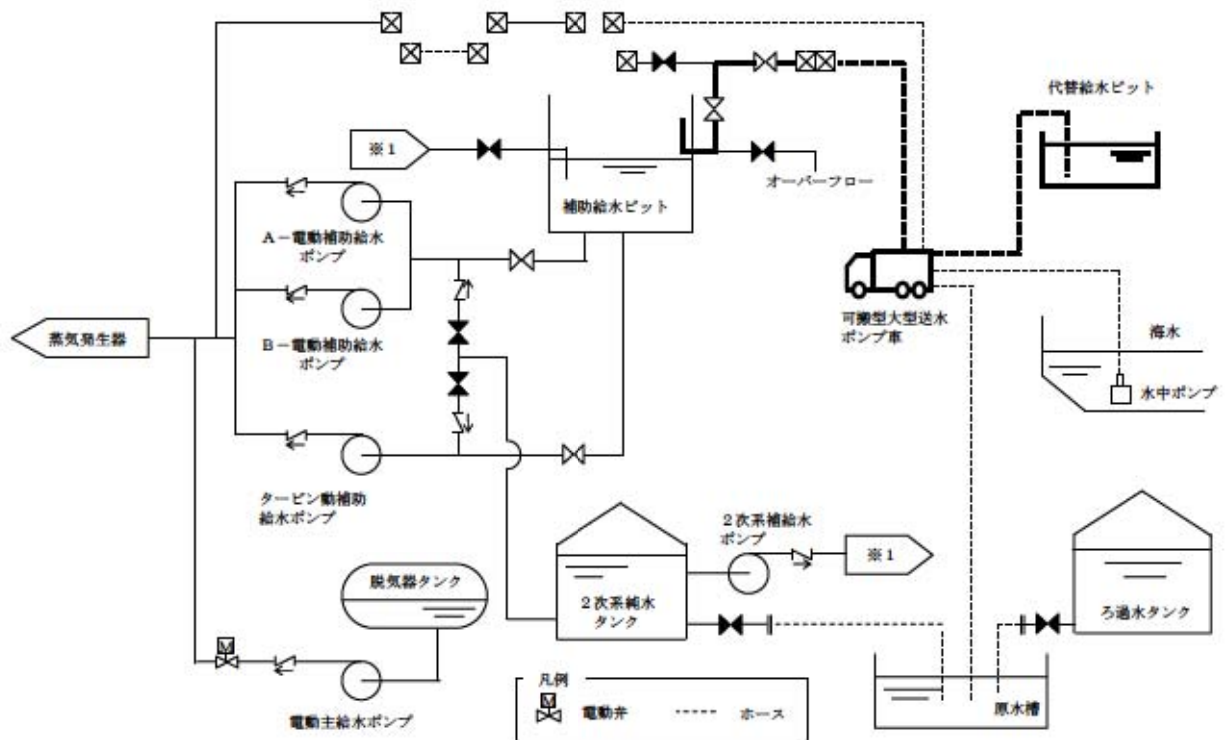 代替給水ピット
※1
オーバーフロー
補助給水ピット
A－電動補助給水
ポンプ
可搬型大型送水
ポンプ車
蒸気発生器
B－電動補助給水
ポンプ
海水
水中ポンプ
タービン動補助
給水ポンプ
2次系補給水
ポンプ
※1
脱気器タンク
2次系純水
タンク
ろ過水タンク
M
凡例
M
電動弁
ホース
原水槽
電動主給水ポンプ